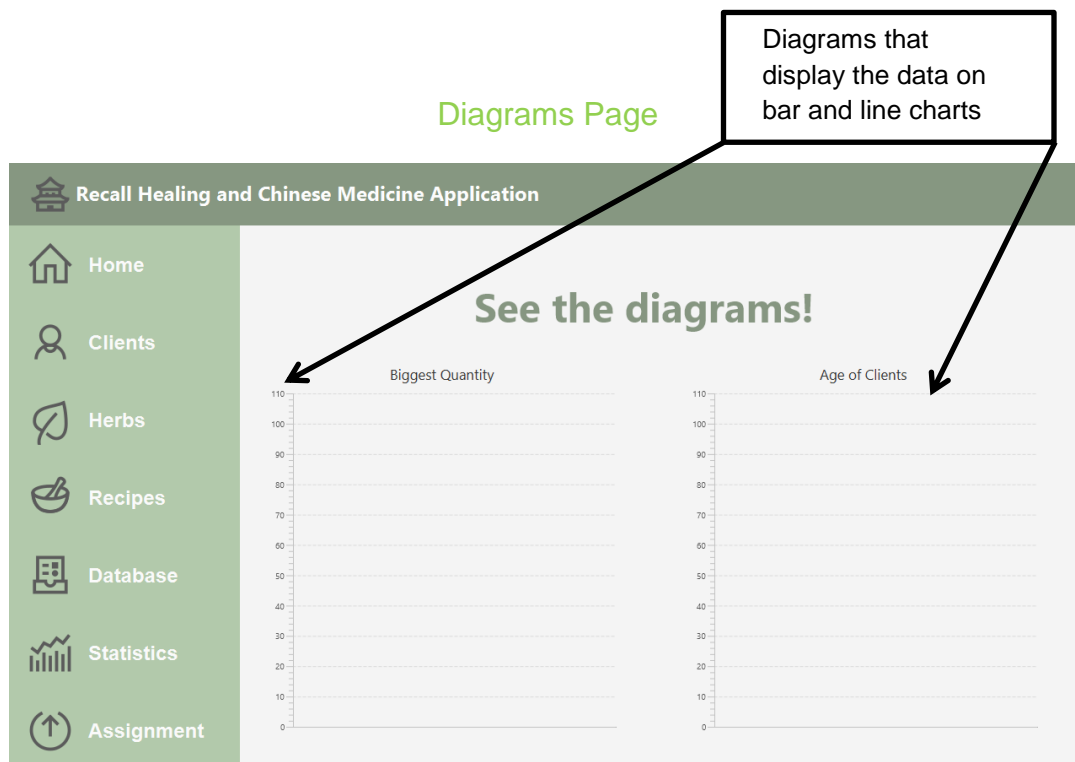 Diagrams that
display the data on
bar and line charts
Diagrams Page
Recall Healing and Chinese Medicine Application
Home
Clients
Herbs
Recipes
Database
Statistics
Assignment
See the diagrams!
Biggest Quantity
110
100
90
80
70
60
50
40
30
20
10
0
Age of Clients
110
100
90
80
70
60
50
40
30
20
10
0